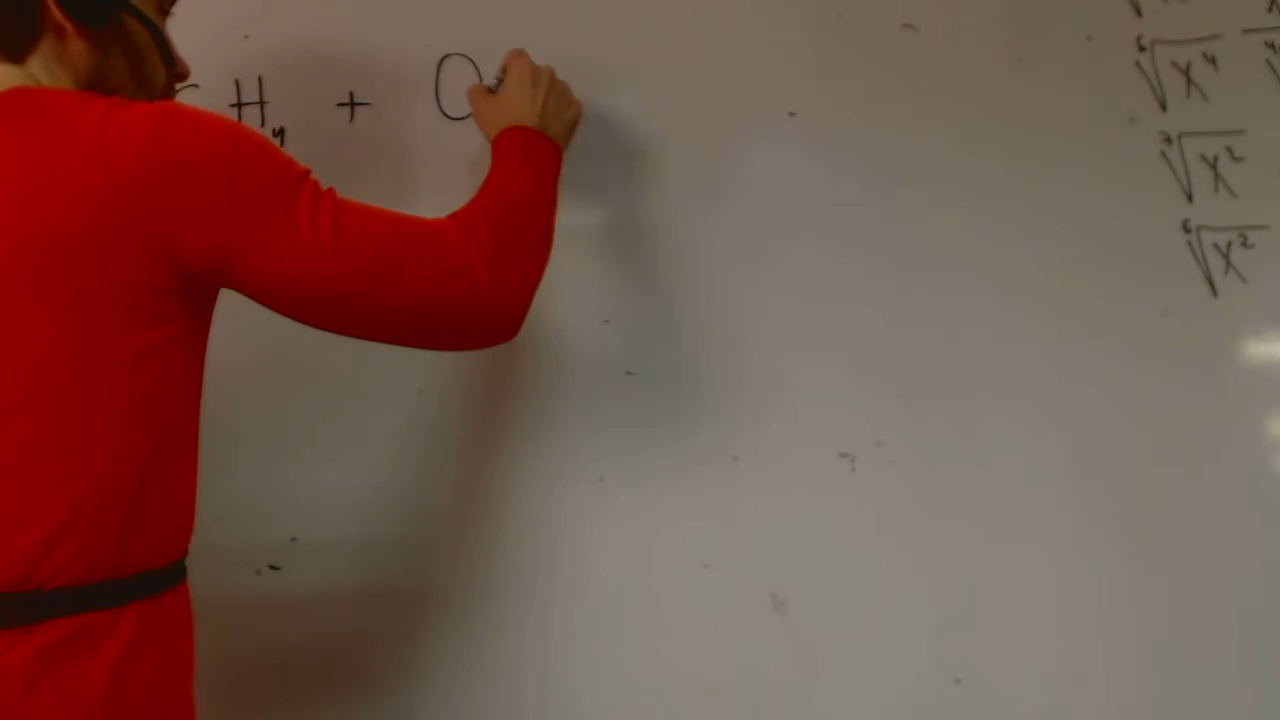 H₄ + O
⁶√X⁴
⁷√X²
⁶√X²